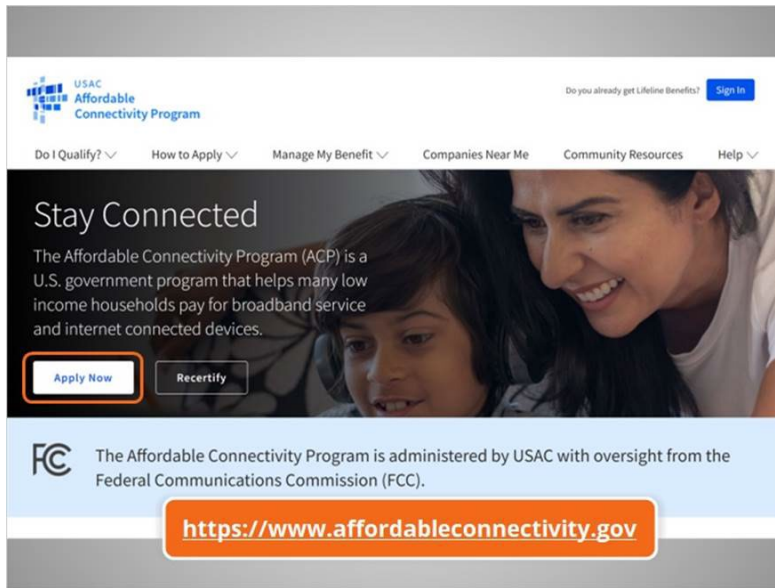 USAC
Affordable
Connectivity Program
Do you already get Lifeline Benefits?
Sign In
Do I Qualify?
How to Apply
Manage My Benefit
Companies Near Me
Community Resources
Help
Stay Connected
The Affordable Connectivity Program (ACP) is a
U.S. government program that helps many low
income households pay for broadband service
and internet connected devices.
Apply Now
Recertify
FC
The Affordable Connectivity Program is administered by USAC with oversight from the
Federal Communications Commission (FCC).
https://www.affordableconnectivity.gov